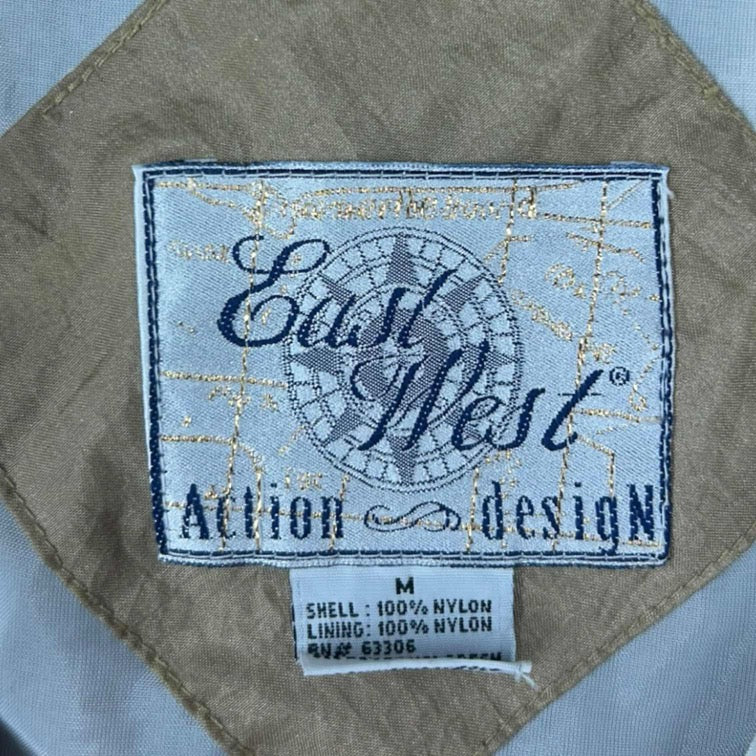 East
West®
Action desigN
M
SHELL : 100% NYLON
LINING: 100% NYLON
RN# 63306